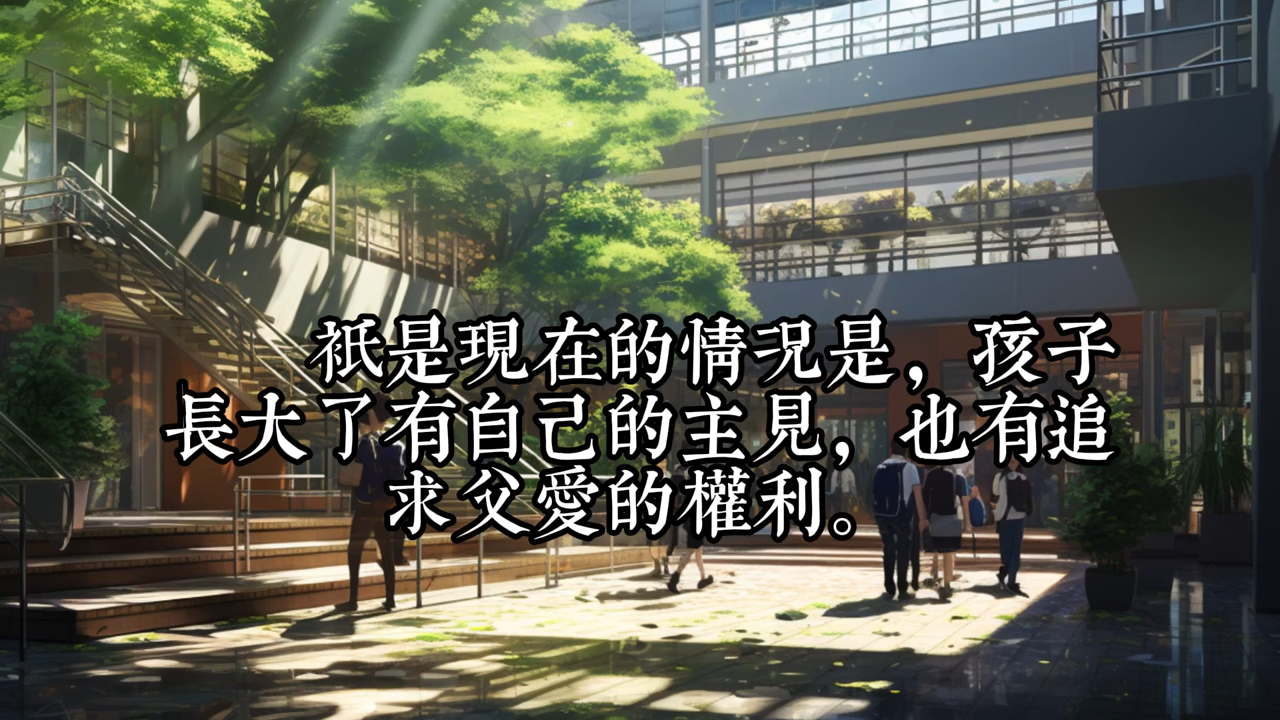 衹是現在的情況是，孩子
長大了有自己的主見，也有追
求父愛的權利。